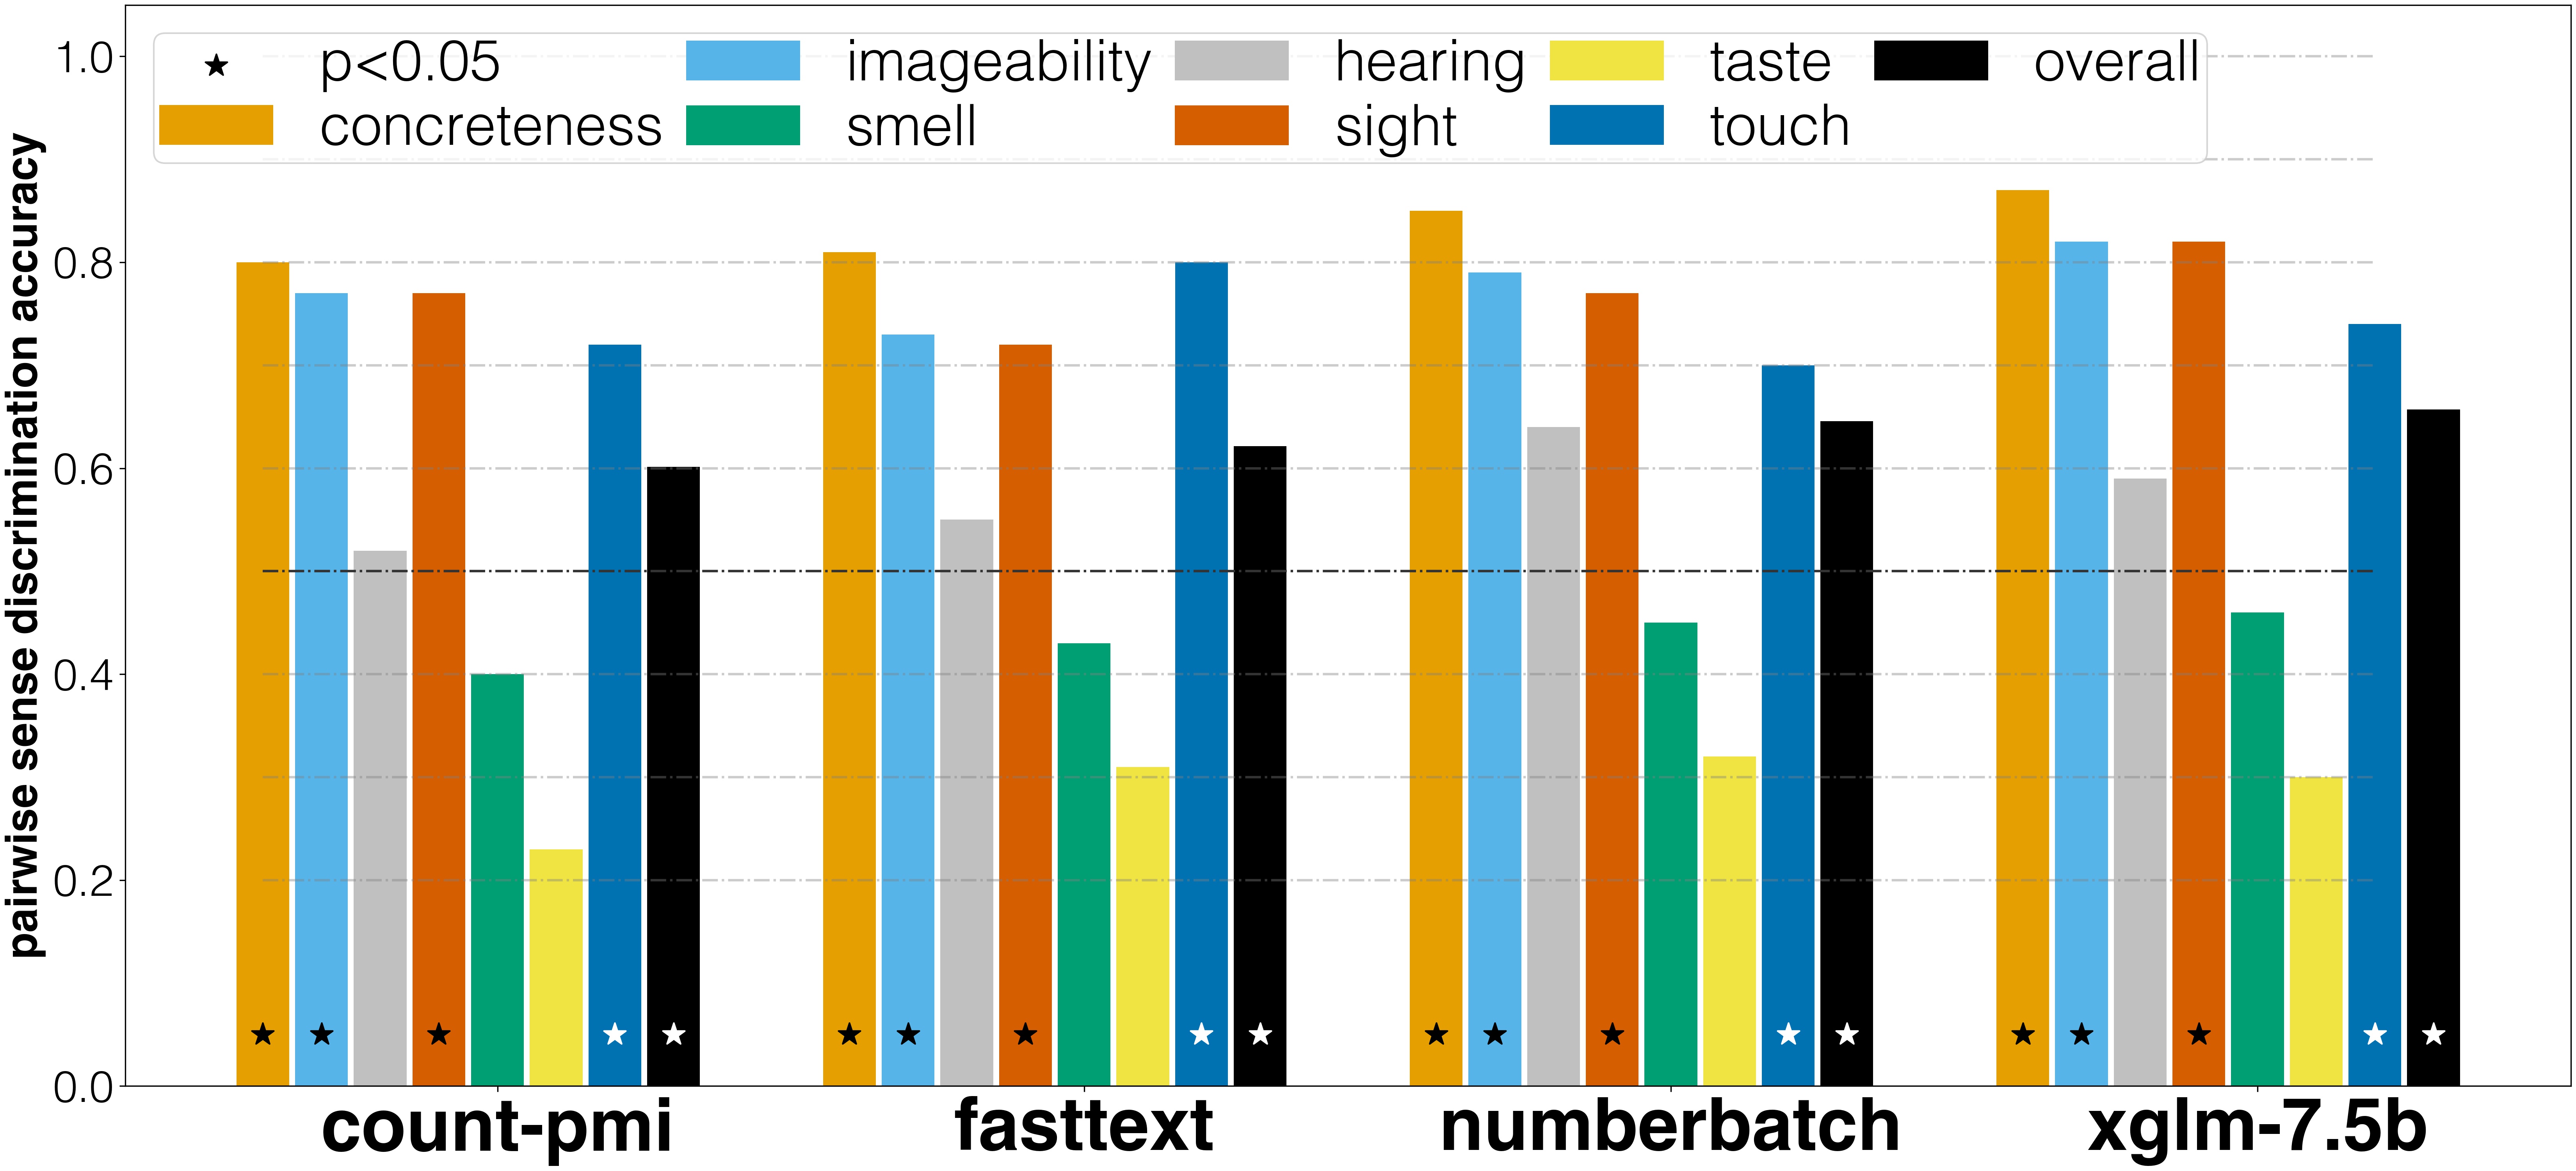 pairwise sense discrimination accuracy
1.0
0.8
0.6
0.4
0.2
0.0
★ p<0.05
concreteness
imageability
smell
hearing
sight
taste
touch
overall
count-pmi
fasttext
numberbatch
xglm-7.5b